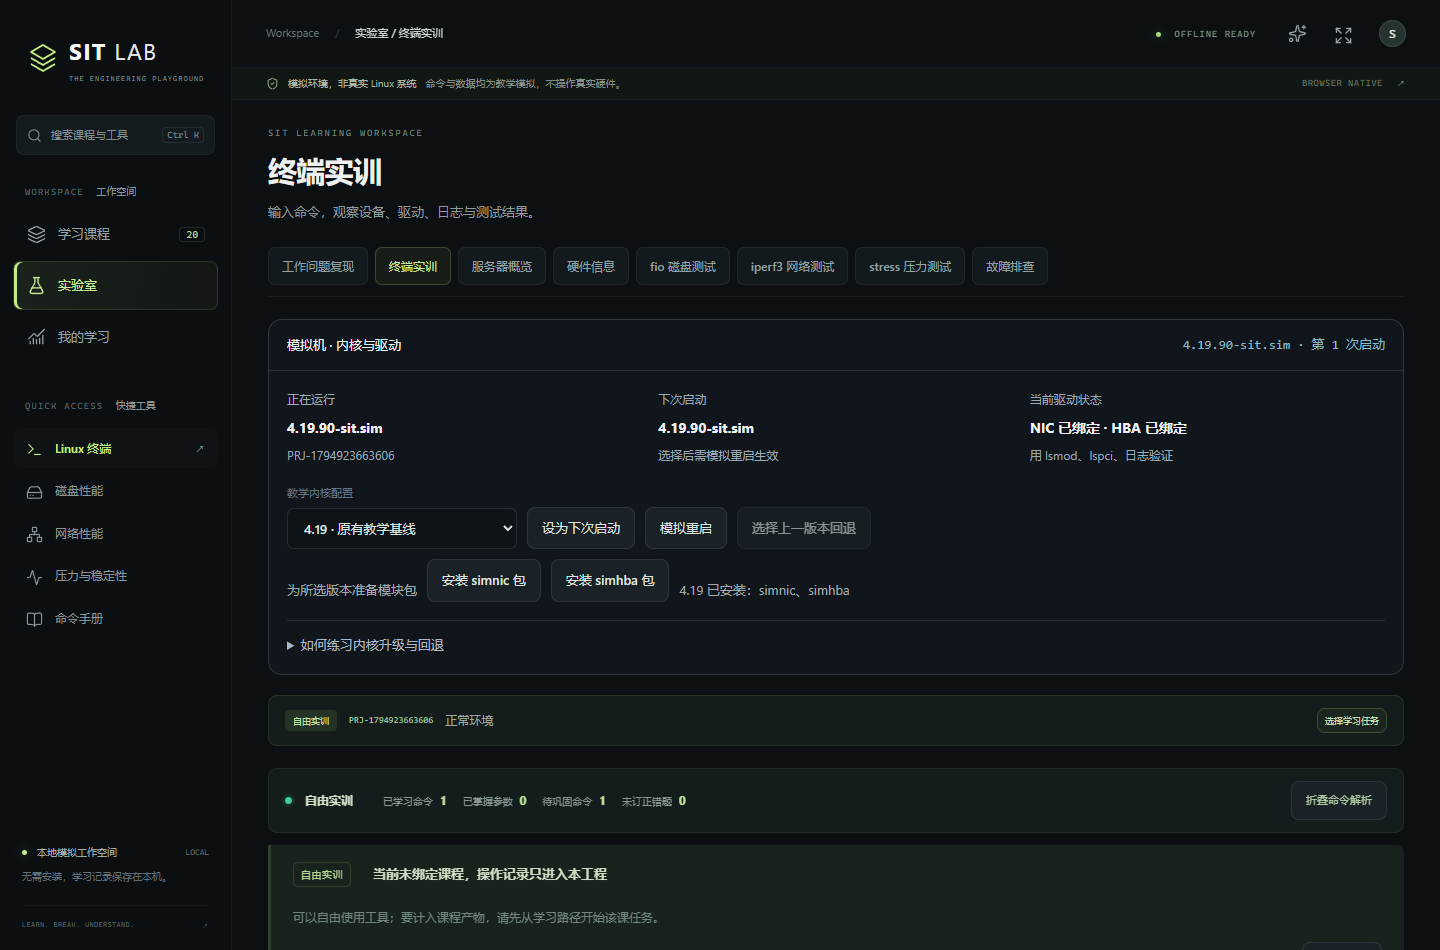 SIT LAB
THE ENGINEERING PLAYGROUND
搜索课程与工具 Ctrl K
WORKSPACE 工作空间
学习课程 20
实验室
我的学习
QUICK ACCESS 快捷工具
Linux 终端 ↗
磁盘性能
网络性能
压力与稳定性
命令手册
本地模拟工作空间 LOCAL
无需安装，学习记录保存在本机。
LEARN. BREAK. UNDERSTAND. ↗
Workspace / 实验室 / 终端实训
OFFLINE READY
S
模拟环境，非真实 Linux 系统 命令与数据均为教学模拟，不操作真实硬件。
BROWSER NATIVE ↗
SIT LEARNING WORKSPACE
终端实训
输入命令，观察设备、驱动、日志与测试结果。
工作问题复现 终端实训 服务器概览 硬件信息 fio 磁盘测试 iperf3 网络测试 stress 压力测试 故障排查
模拟机 · 内核与驱动 4.19.90-sit.sim · 第 1 次启动
正在运行 下次启动 当前驱动状态
4.19.90-sit.sim 4.19.90-sit.sim NIC 已绑定 · HBA 已绑定
PRJ-1794923663606 选择后需模拟重启生效 用 lsmod、lspci、日志验证
教学内核配置
4.19 · 原有教学基线 设为下次启动 模拟重启 选择上一版本回退
为所选版本准备模块包 安装 simnic 包 安装 simhba 包 4.19 已安装：simnic、simhba
▶ 如何练习内核升级与回退
自由实训 PRJ-1794923663606 正常环境 选择学习任务
自由实训 已学习命令 1 已掌握参数 0 待巩固命令 1 未订正错题 0 折叠命令解析
自由实训 当前未绑定课程，操作记录只进入本工程
可以自由使用工具；要计入课程产物，请先从学习路径开始该课任务。